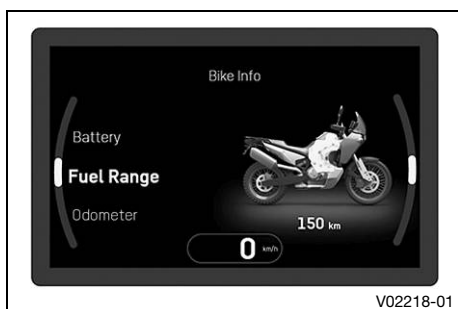 Bike Info
Battery
Fuel Range
Odometer
150 km
0 km/h
V02218-01